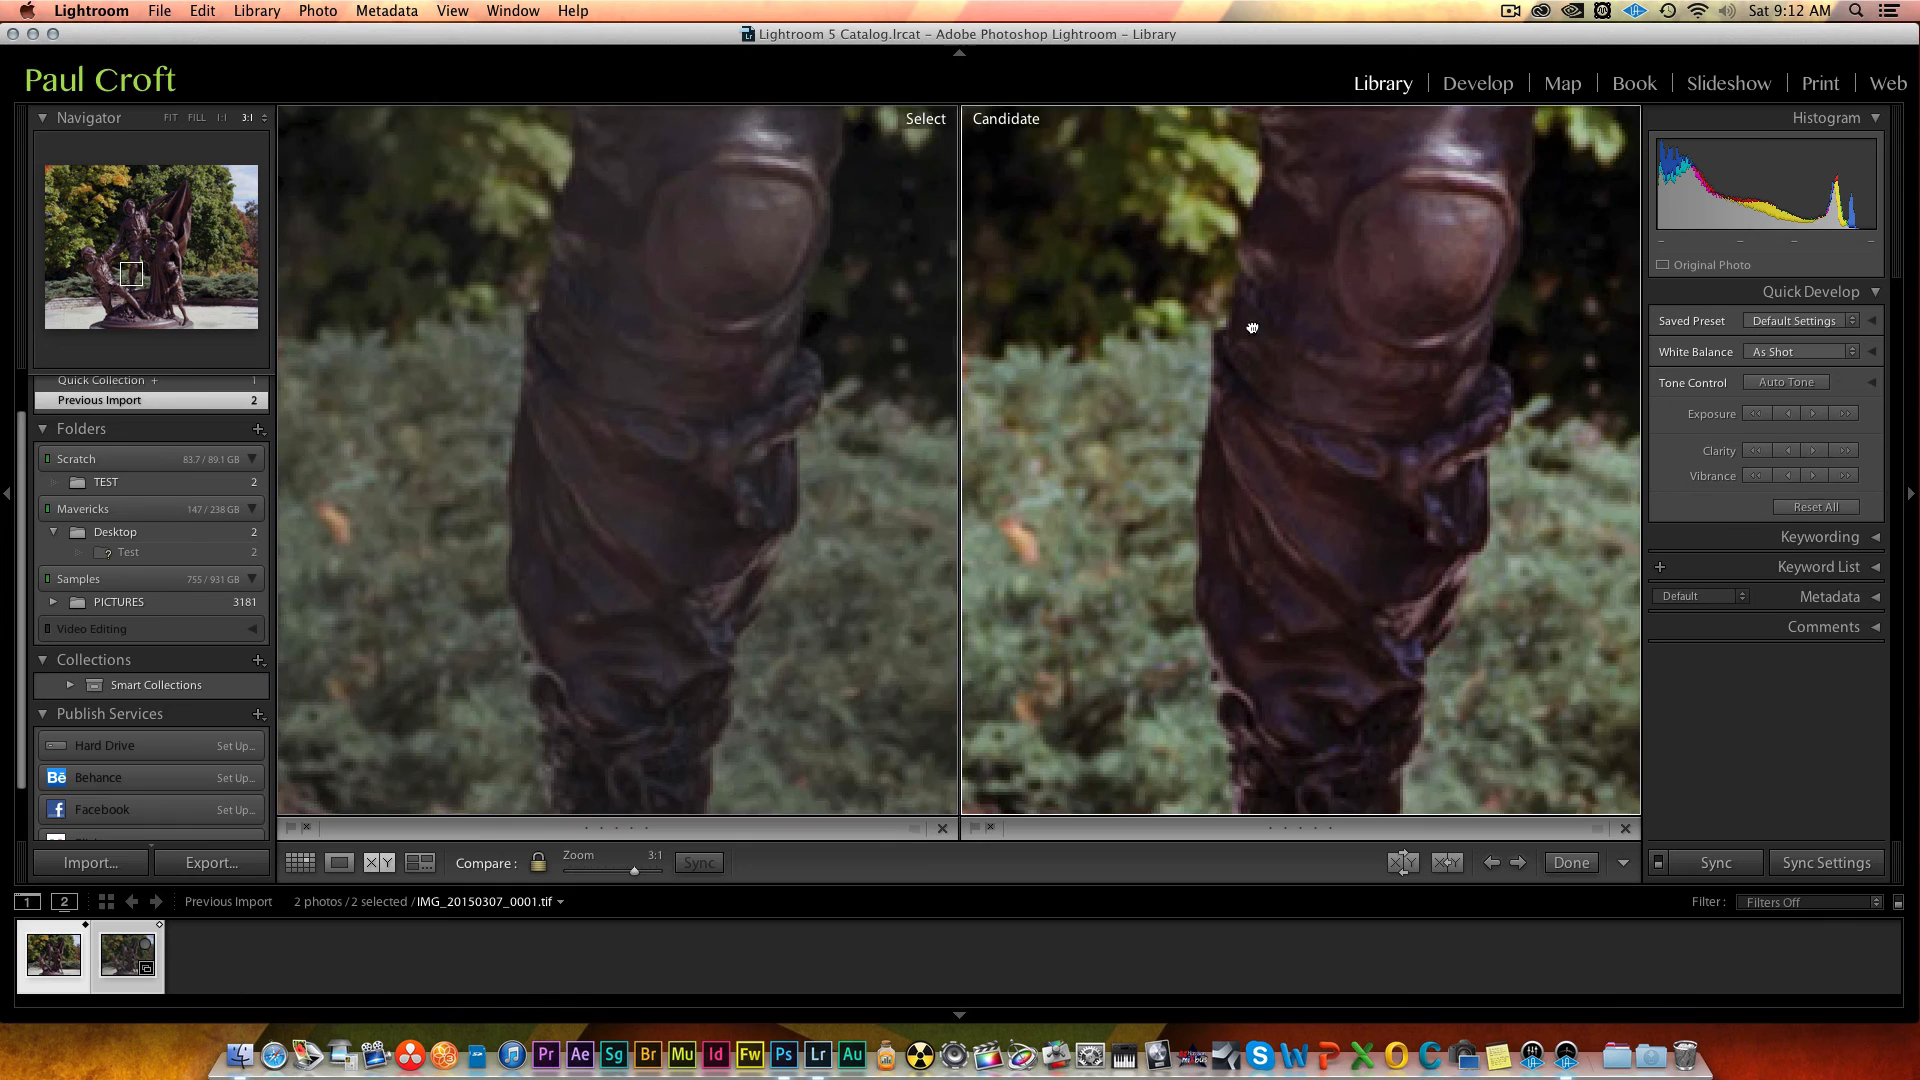 Lightroom File Edit Library Photo Metadata View Window Help Sat 9:12 AM
Lightroom 5 Catalog.lrcat – Adobe Photoshop Lightroom – Library
Paul Croft Library Develop Map Book Slideshow Print Web
Navigator FIT FILL 1:1 3:1
Select
Candidate
Histogram
Original Photo
Quick Develop
Saved Preset Default Settings
White Balance As Shot
Tone Control Auto Tone
Exposure
Clarity
Vibrance
Reset All
Keywording
+ Keyword List
Default Metadata
Comments
Quick Collection + 1
Previous Import 2
Folders +
Scratch 83.7 / 89.1 GB
TEST 2
Mavericks 147 / 238 GB
Desktop 2
? Test 2
Samples 755 / 931 GB
PICTURES 3181
Video Editing
Collections +
Smart Collections
Publish Services +
Hard Drive Set Up...
Bē Behance Set Up...
f Facebook Set Up...
Import... Export... XY Compare : Zoom 3:1 Sync XY XY Done Sync Sync Settings
1 2 Previous Import 2 photos / 2 selected / IMG_20150307_0001.tif Filter : Filters Off
Pr Ae Sg Br Mu Id Fw Ps Lr Au S W P X O C